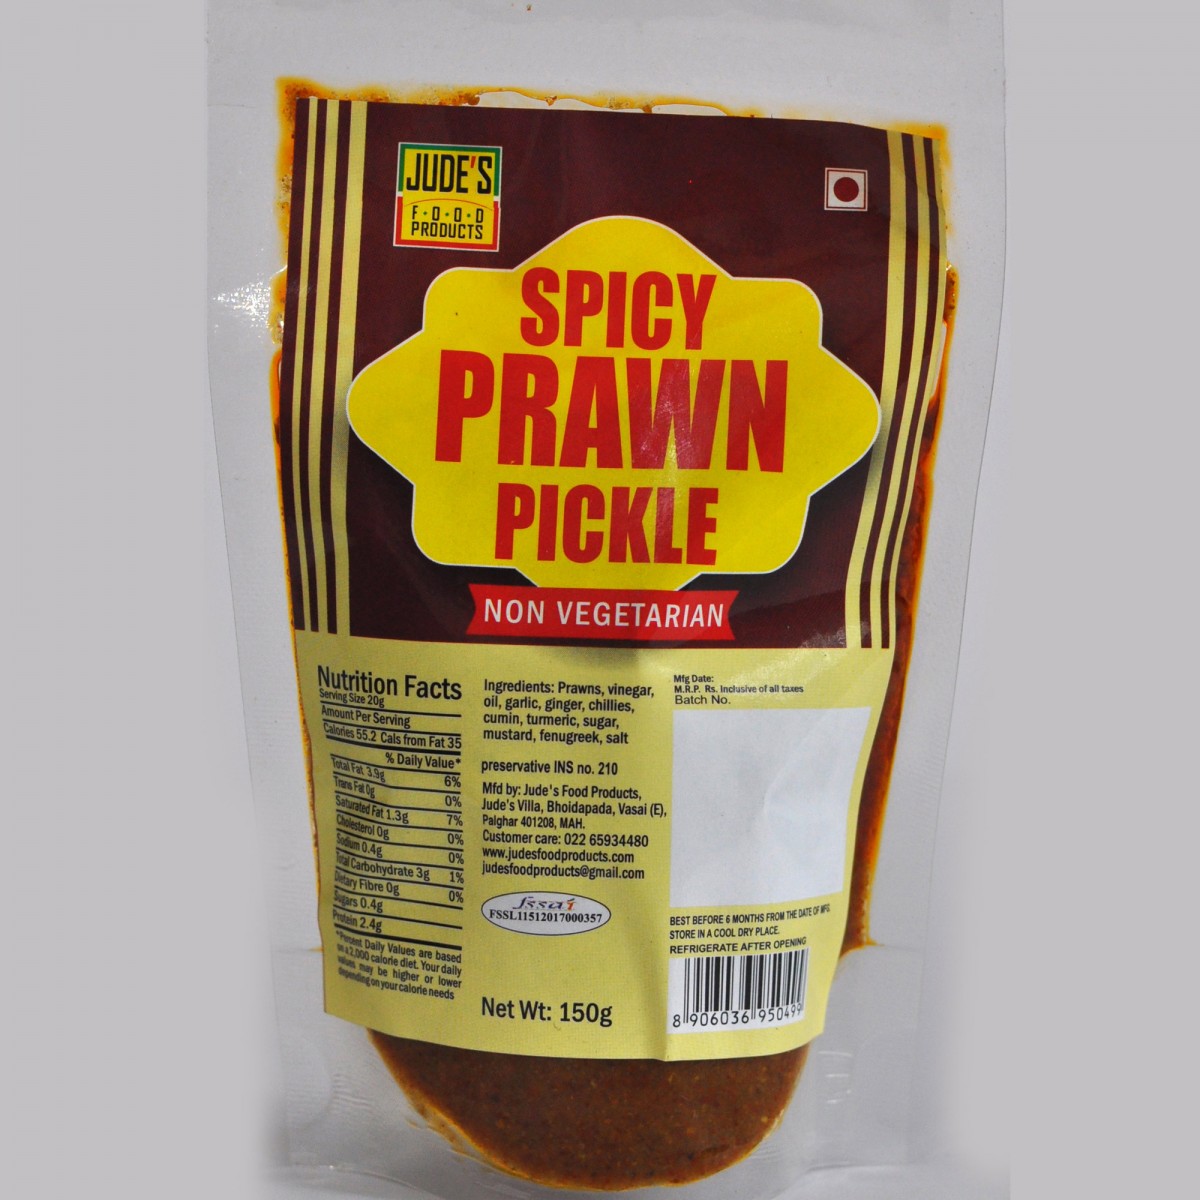 JUDE'S
F•O•O•D
PRODUCTS
SPICY
PRAWN
PICKLE
NON VEGETARIAN
Nutrition Facts
Serving Size 20g
Amount Per Serving
Calories 55.2 Cals from Fat 35
% Daily Value*
Total Fat 3.9g 6%
Trans Fat 0g 0%
Saturated Fat 1.3g 7%
Cholesterol 0g 0%
Sodium 0.4g 0%
Total Carbohydrate 3g 1%
Dietary Fibre 0g 0%
Sugars 0.4g
Protein 2.4g
*Percent Daily Values are based
on a 2,000 calorie diet. Your daily
values may be higher or lower
depending on your calorie needs
Ingredients: Prawns, vinegar,
oil, garlic, ginger, chillies,
cumin, turmeric, sugar,
mustard, fenugreek, salt
preservative INS no. 210
Mfd by: Jude's Food Products,
Jude's Villa, Bhoidapada, Vasai (E),
Palghar 401208, MAH.
Customer care: 022 65934480
www.judesfoodproducts.com
judesfoodproducts@gmail.com
fssai
FSSL11512017000357
Net Wt: 150g
Mfg Date:
M.R.P. Rs. Inclusive of all taxes
Batch No.
BEST BEFORE 6 MONTHS FROM THE DATE OF MFG.
STORE IN A COOL DRY PLACE.
REFRIGERATE AFTER OPENING
8 906036 950499